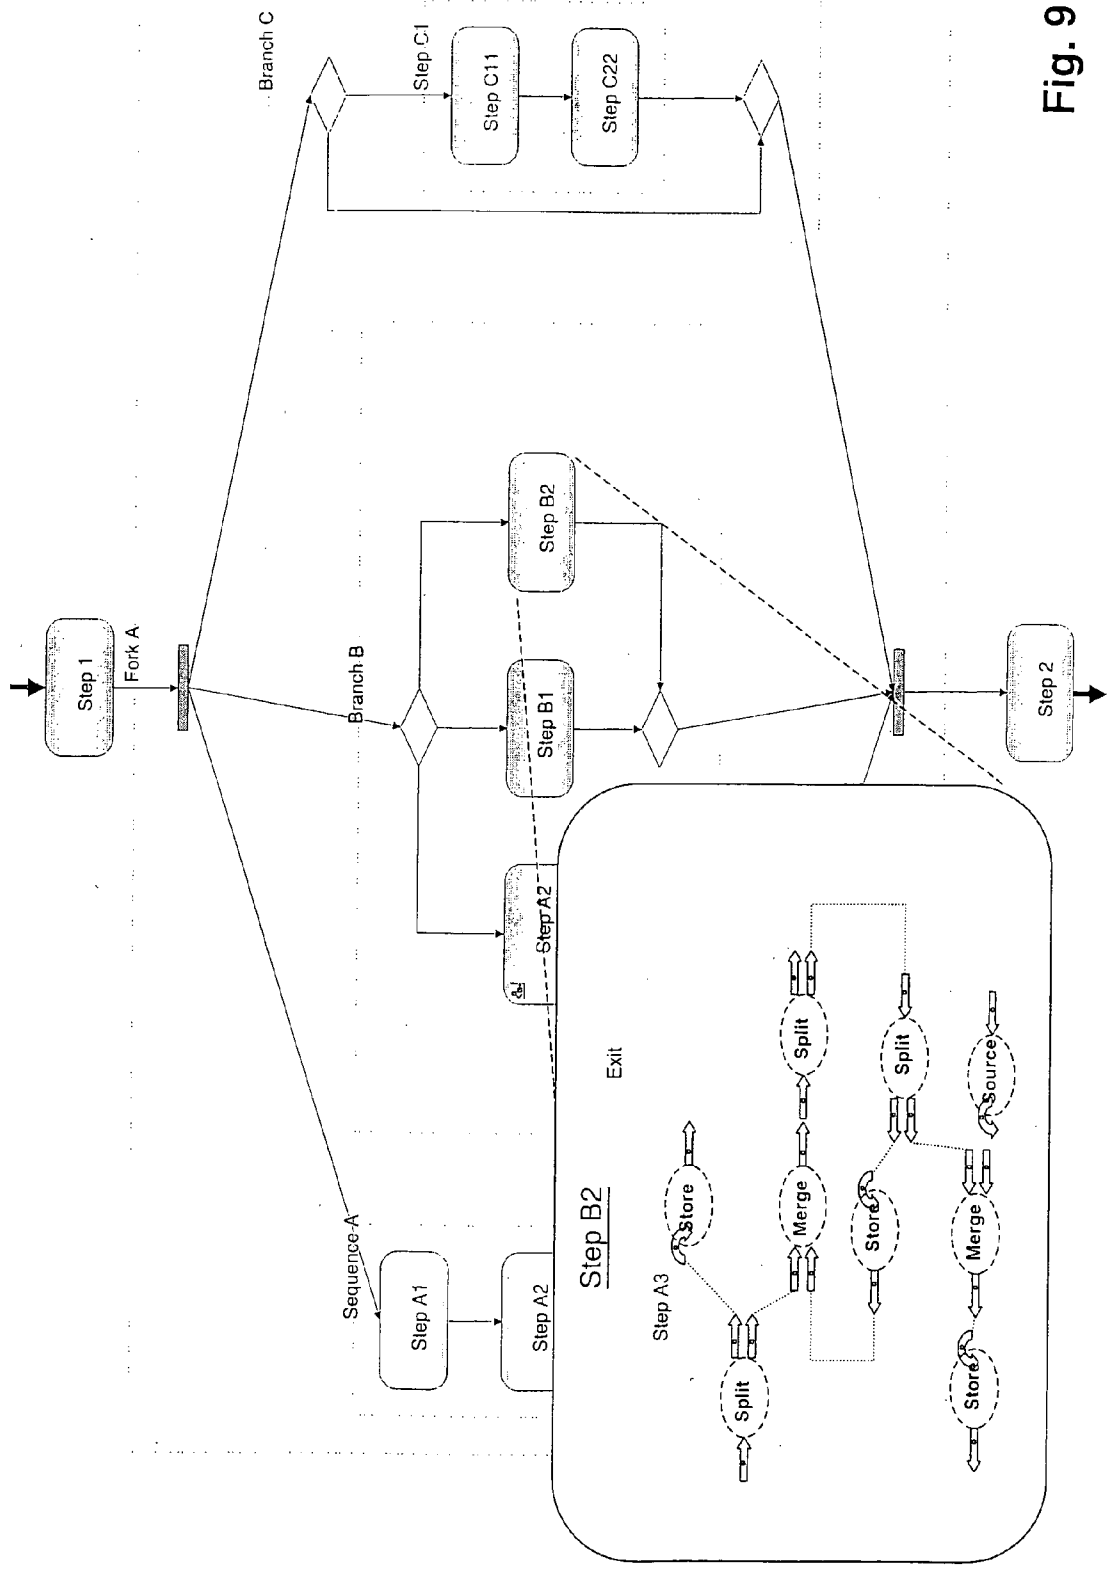 Step 1
Fork A
Branch C
Step C1
Step C11
Step C22
Branch B
Step B2
Step B1
Step A2
Sequence A
Step A1
Step A2
Step 2
Step B2
Exit
Step A3
Store
Split
Merge
Split
Store
Split
Store
Merge
Source
Fig. 9